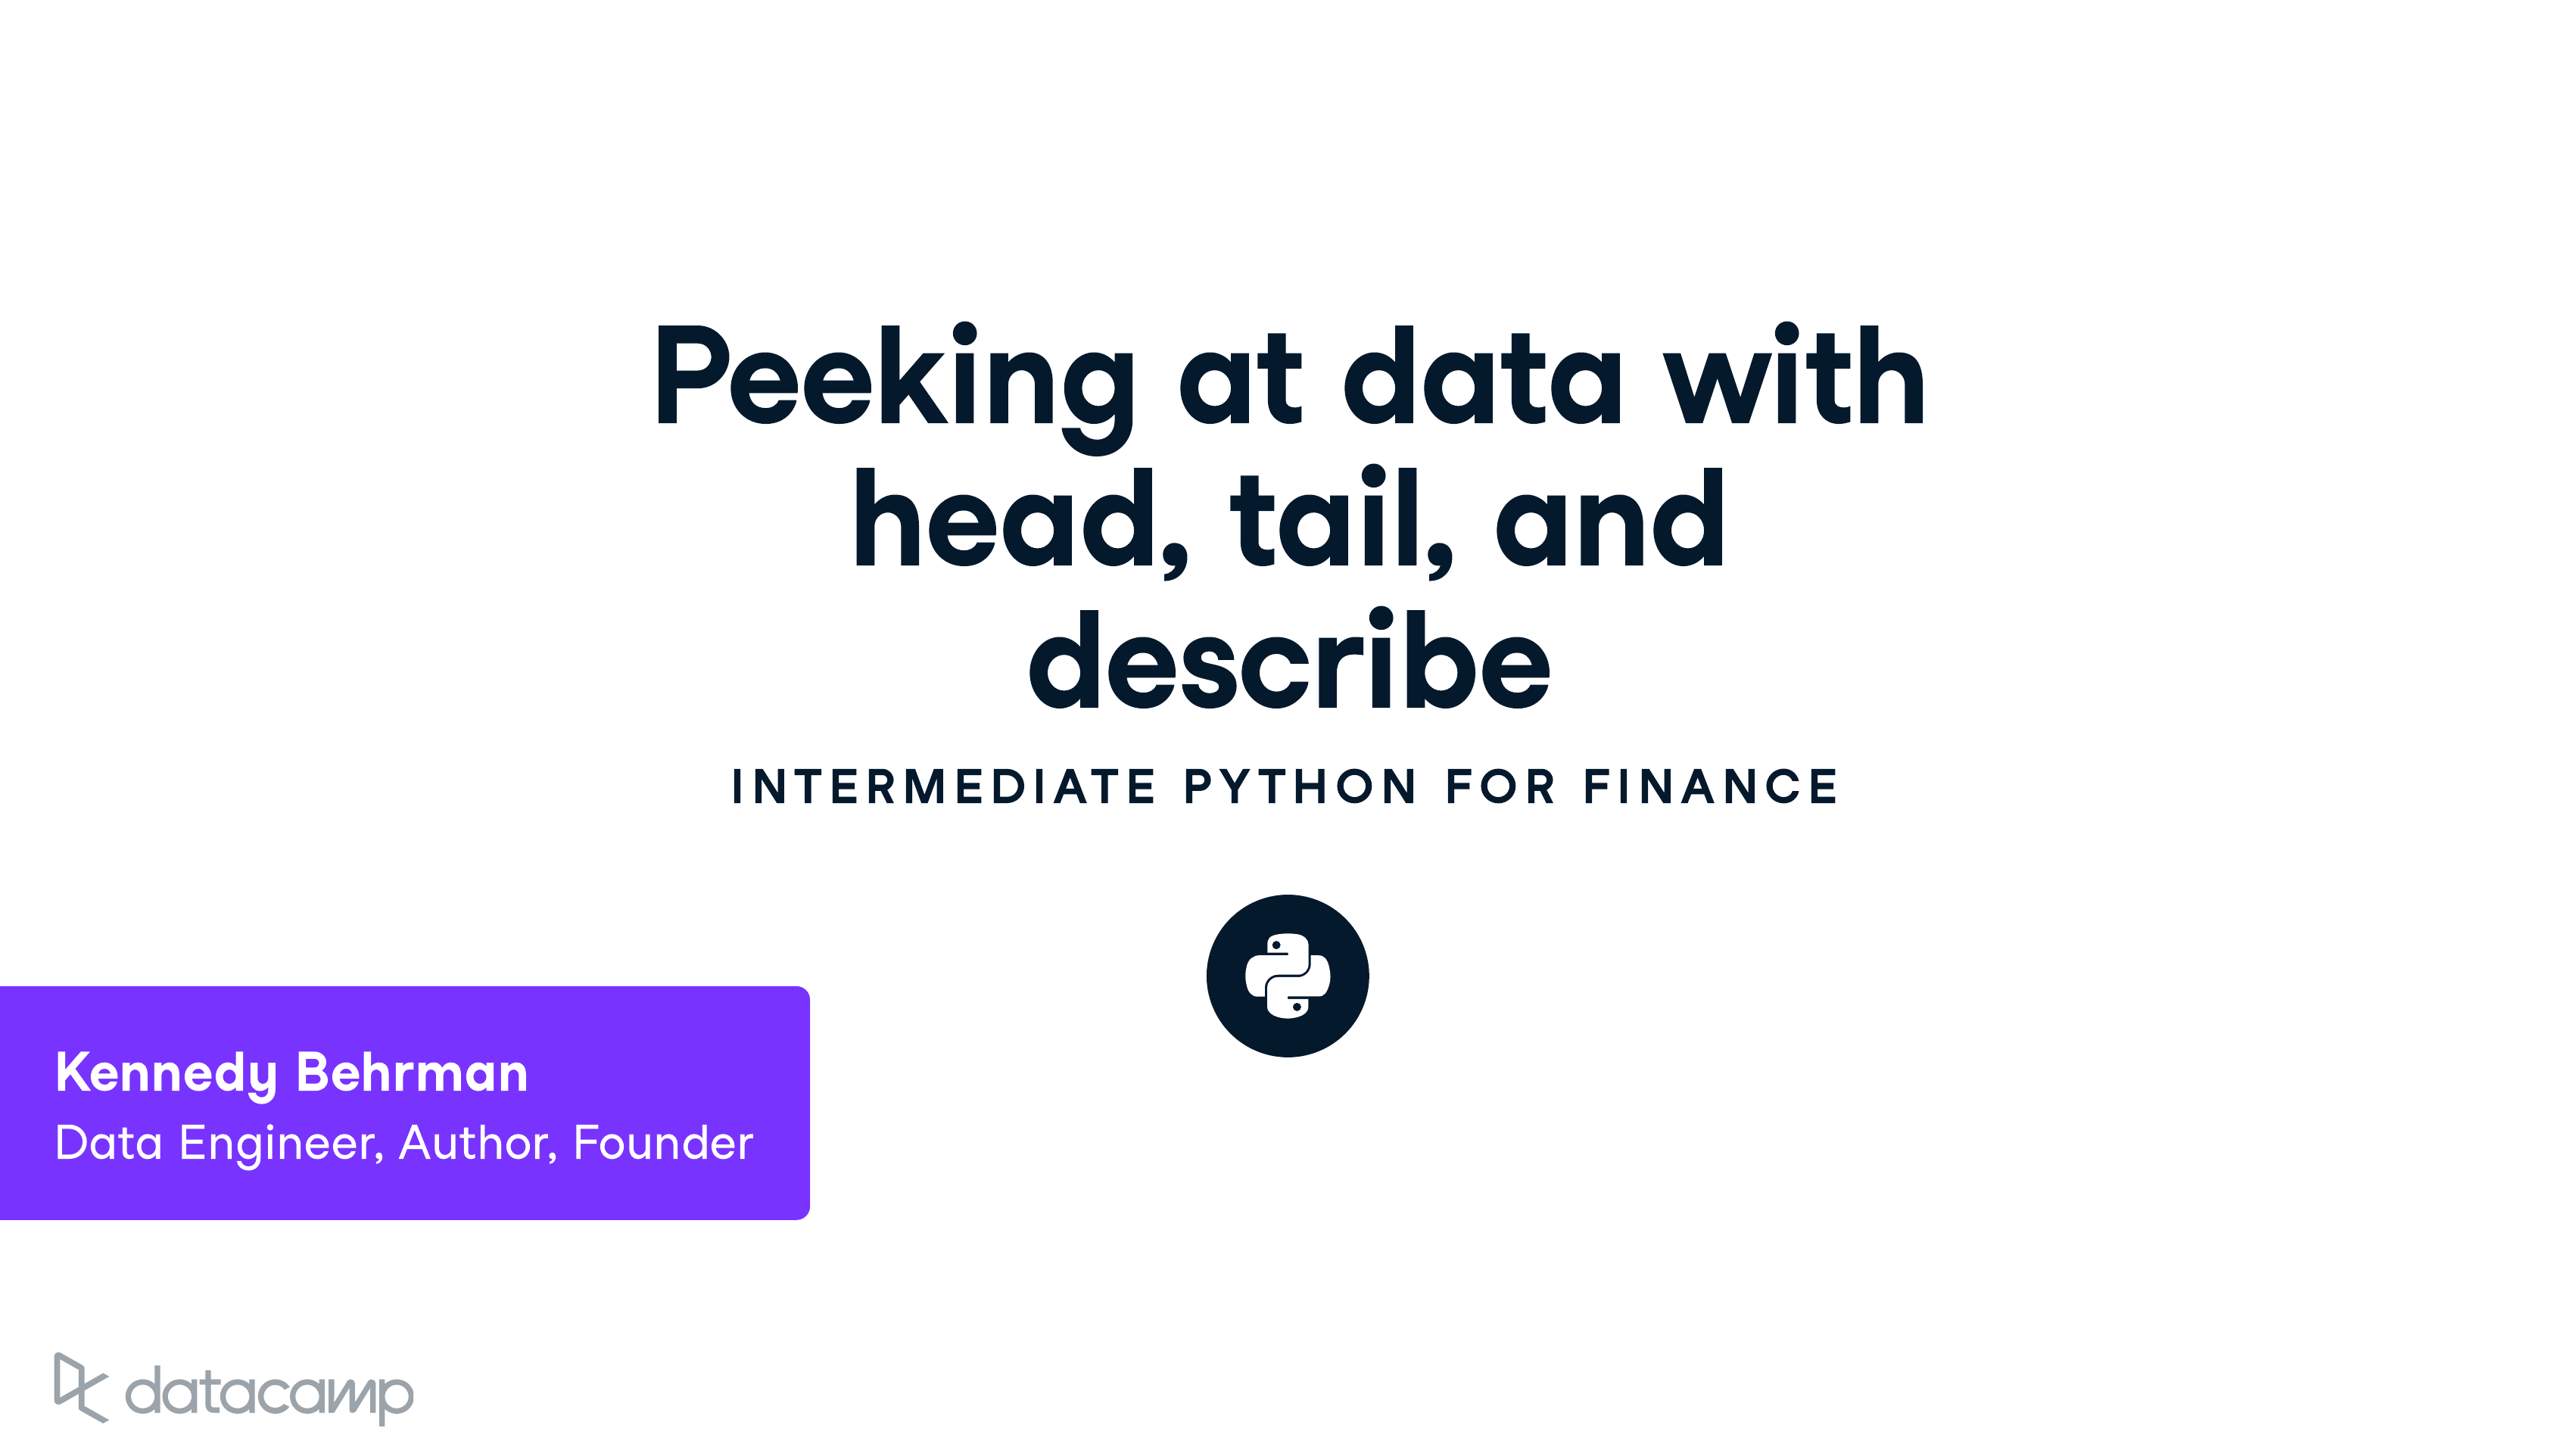 Peeking at data with
head, tail, and
describe
INTERMEDIATE PYTHON FOR FINANCE
Kennedy Behrman
Data Engineer, Author, Founder
datacamp